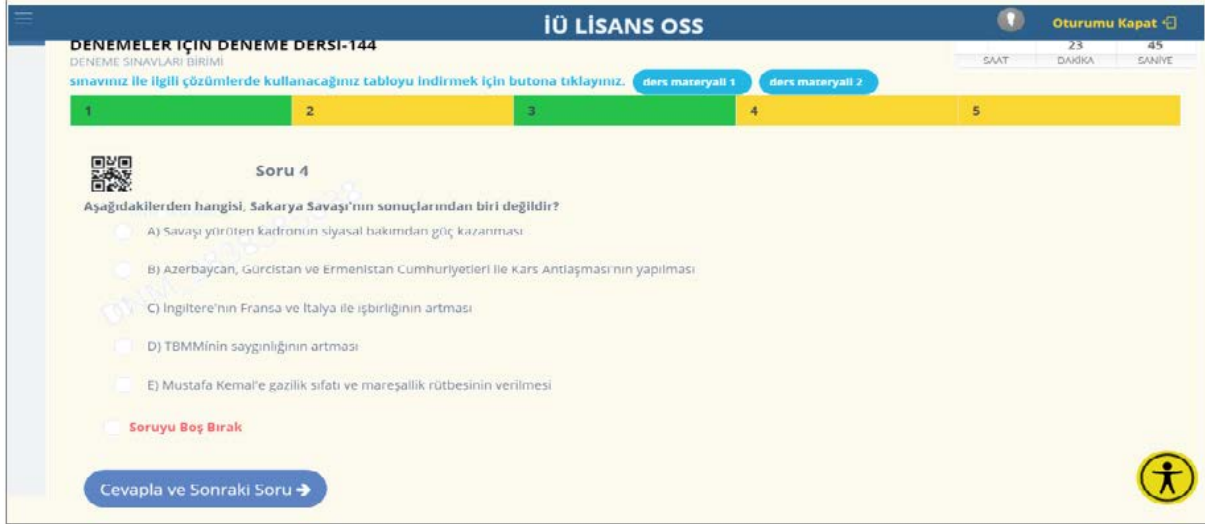 İÜ LİSANS OSS
Oturumu Kapat
DENEMELER İÇİN DENEME DERSİ-144
DENEME SINAVLARI BİRİMİ
23 45
SAAT DAKİKA SANİYE
sınavınız ile ilgili çözümlerde kullanacağınız tabloyu indirmek için butona tıklayınız. ders materyali 1 ders materyali 2
1 2 3 4 5
Soru 4
Aşağıdakilerden hangisi, Sakarya Savaşı'nın sonuçlarından biri değildir?
A) Savaşı yürüten kadronun siyasal bakımdan güç kazanması
B) Azerbaycan, Gürcistan ve Ermenistan Cumhuriyetleri ile Kars Antlaşması'nın yapılması
C) İngiltere'nin Fransa ve İtalya ile işbirliğinin artması
D) TBMMínin saygınlığının artması
E) Mustafa Kemal'e gazilik sıfatı ve mareşallik rütbesinin verilmesi
Soruyu Boş Bırak
Cevapla ve Sonraki Soru